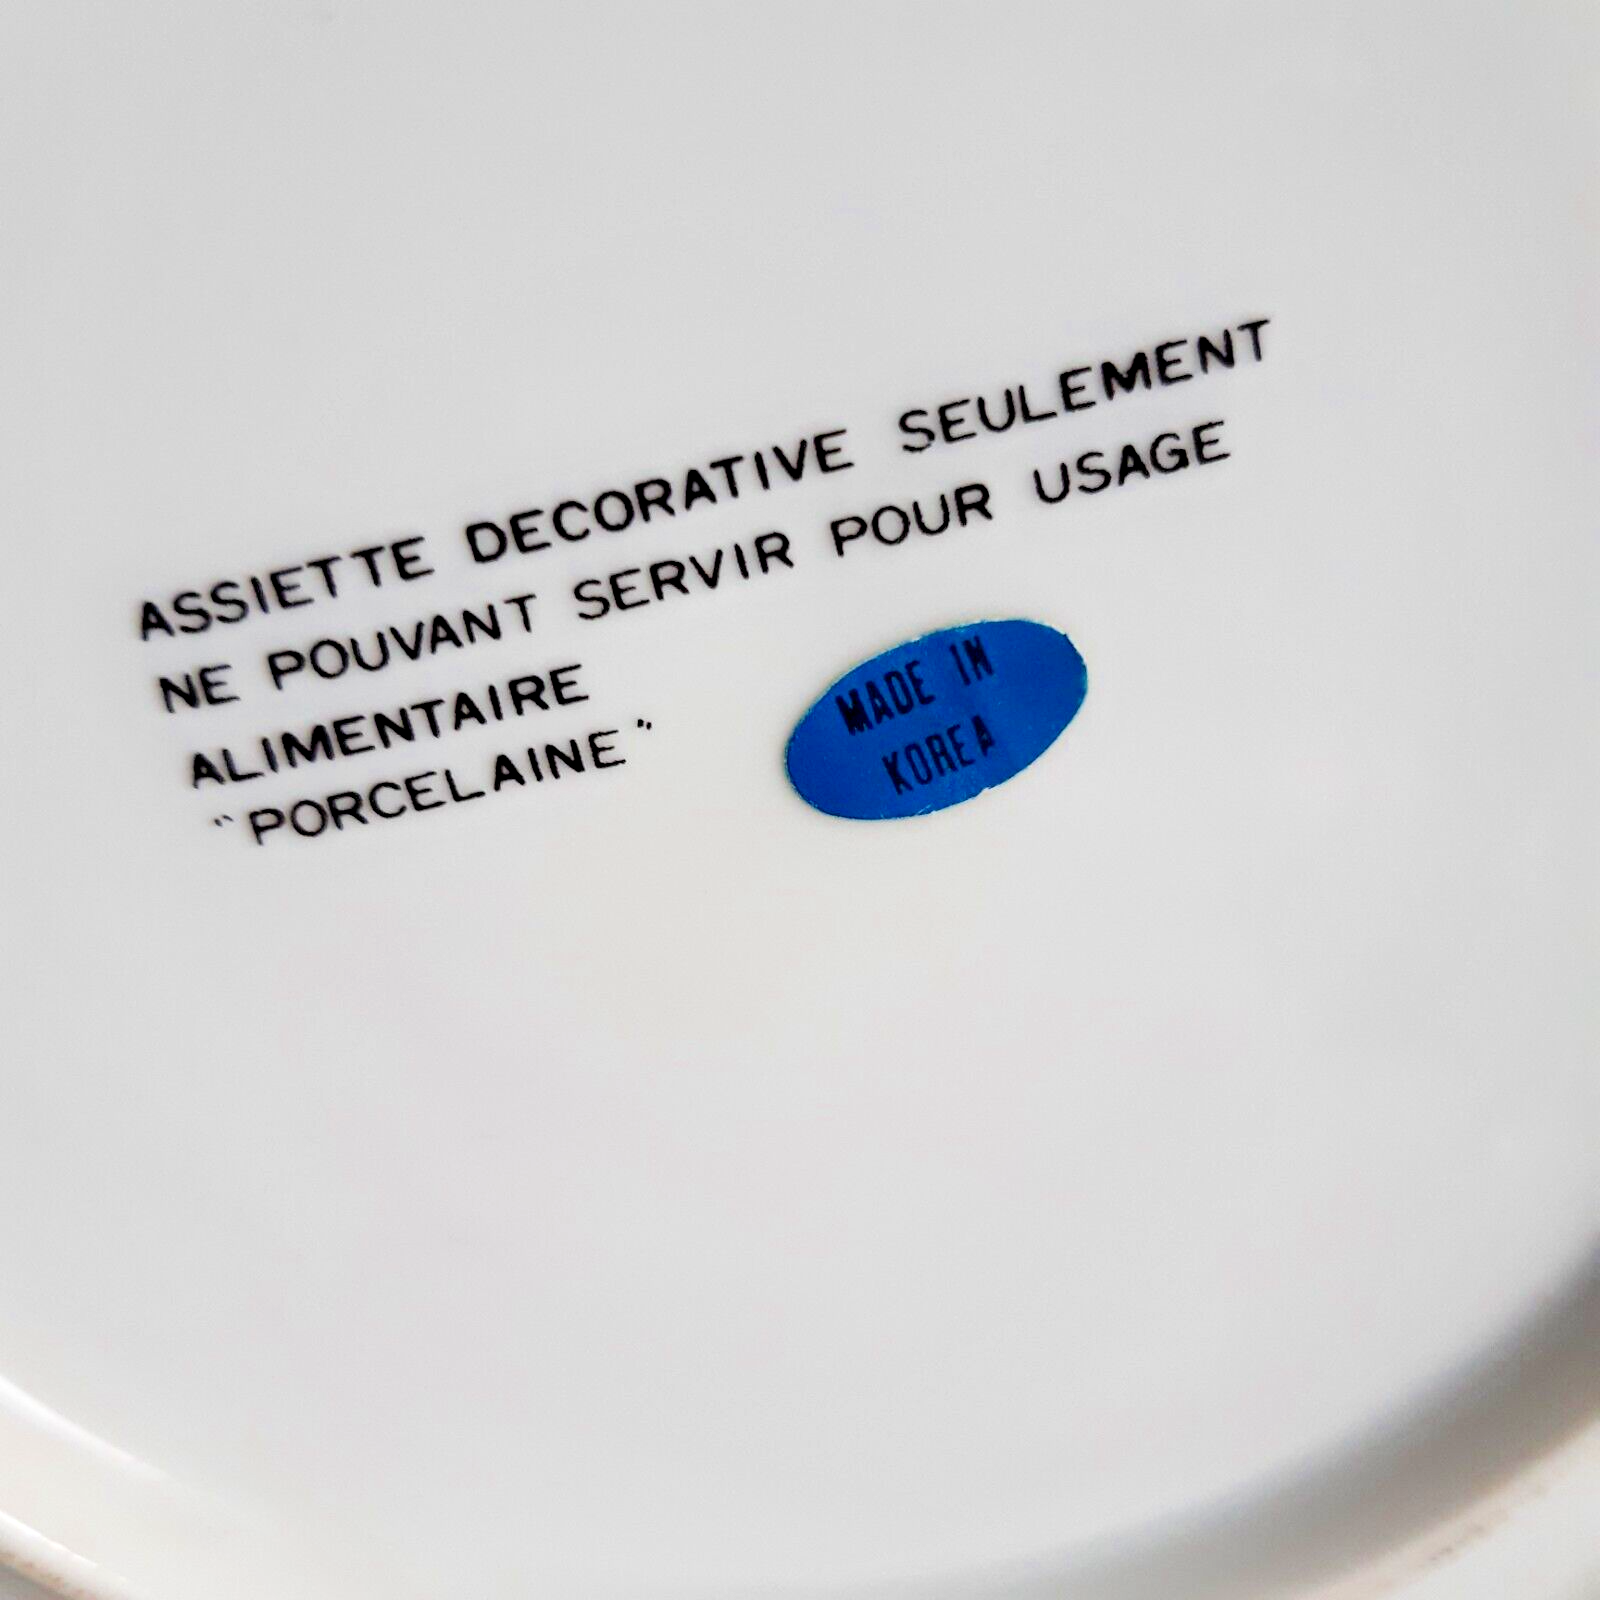 ASSIETTE DECORATIVE SEULEMENT
NE POUVANT SERVIR POUR USAGE
ALIMENTAIRE
"PORCELAINE"
MADE IN
KOREA